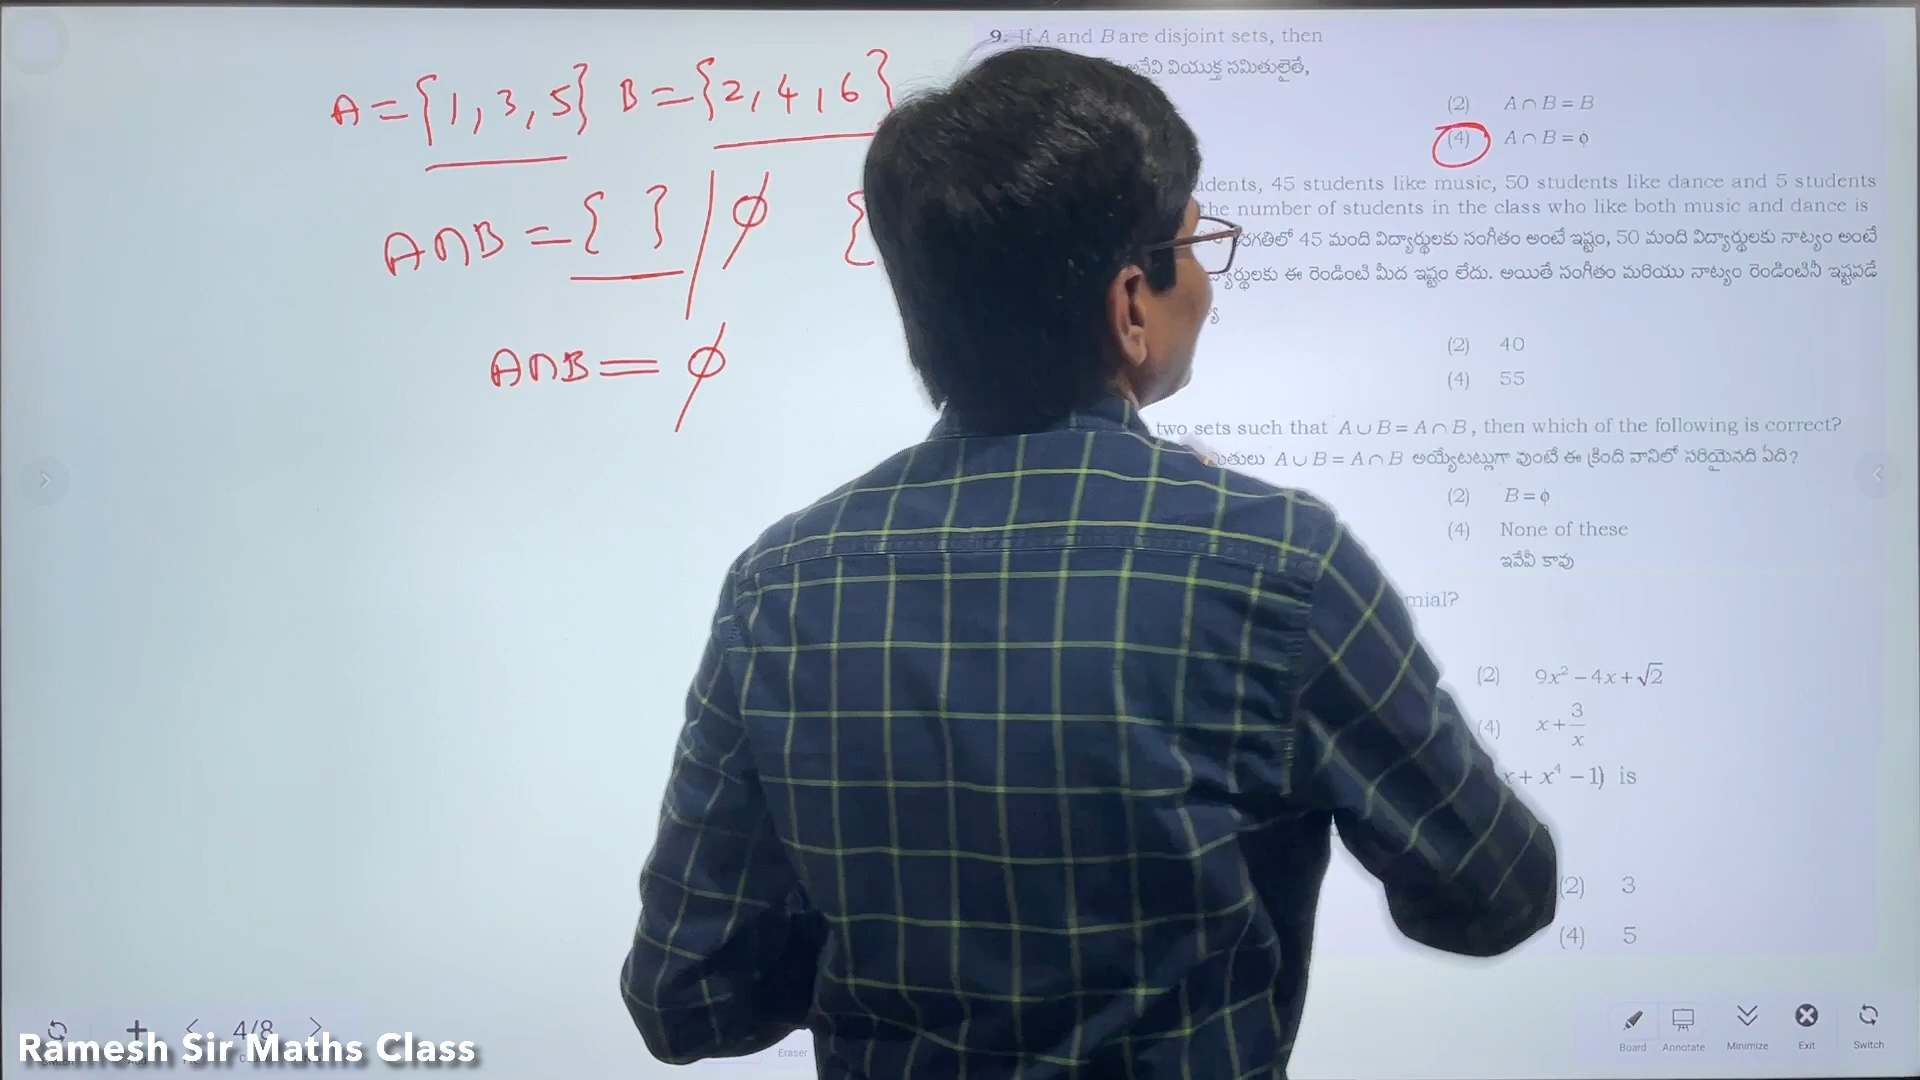 A = {1, 3, 5} B = {2, 4, 6}
A∩B = { } / ϕ {
A∩B = ϕ
9. If A and B are disjoint sets, then
అనేవి వియుక్త సమితులైతే,
(2) A ∩ B = B
(4) A ∩ B = ϕ
students, 45 students like music, 50 students like dance and 5 students
the number of students in the class who like both music and dance is
తరగతిలో 45 మంది విద్యార్థులకు సంగీతం అంటే ఇష్టం, 50 మంది విద్యార్థులకు నాట్యం అంటే
విద్యార్థులకు ఈ రెండింటి మీద ఇష్టం లేదు. అయితే సంగీతం మరియు నాట్యం రెండింటినీ ఇష్టపడే
(2) 40
(4) 55
two sets such that A ∪ B = A ∩ B, then which of the following is correct?
సమితులు A ∪ B = A ∩ B అయ్యేటట్లుగా వుంటే ఈ క్రింది వానిలో సరియైనది ఏది?
(2) B = ϕ
(4) None of these
ఇవేవీ కావు
mial?
(2) 9x² − 4x + √2
(4) x + 3/x
x + x⁴ − 1) is
(2) 3
(4) 5
4/8
Eraser
Board Annotate Minimize Exit Switch
Ramesh Sir Maths Class